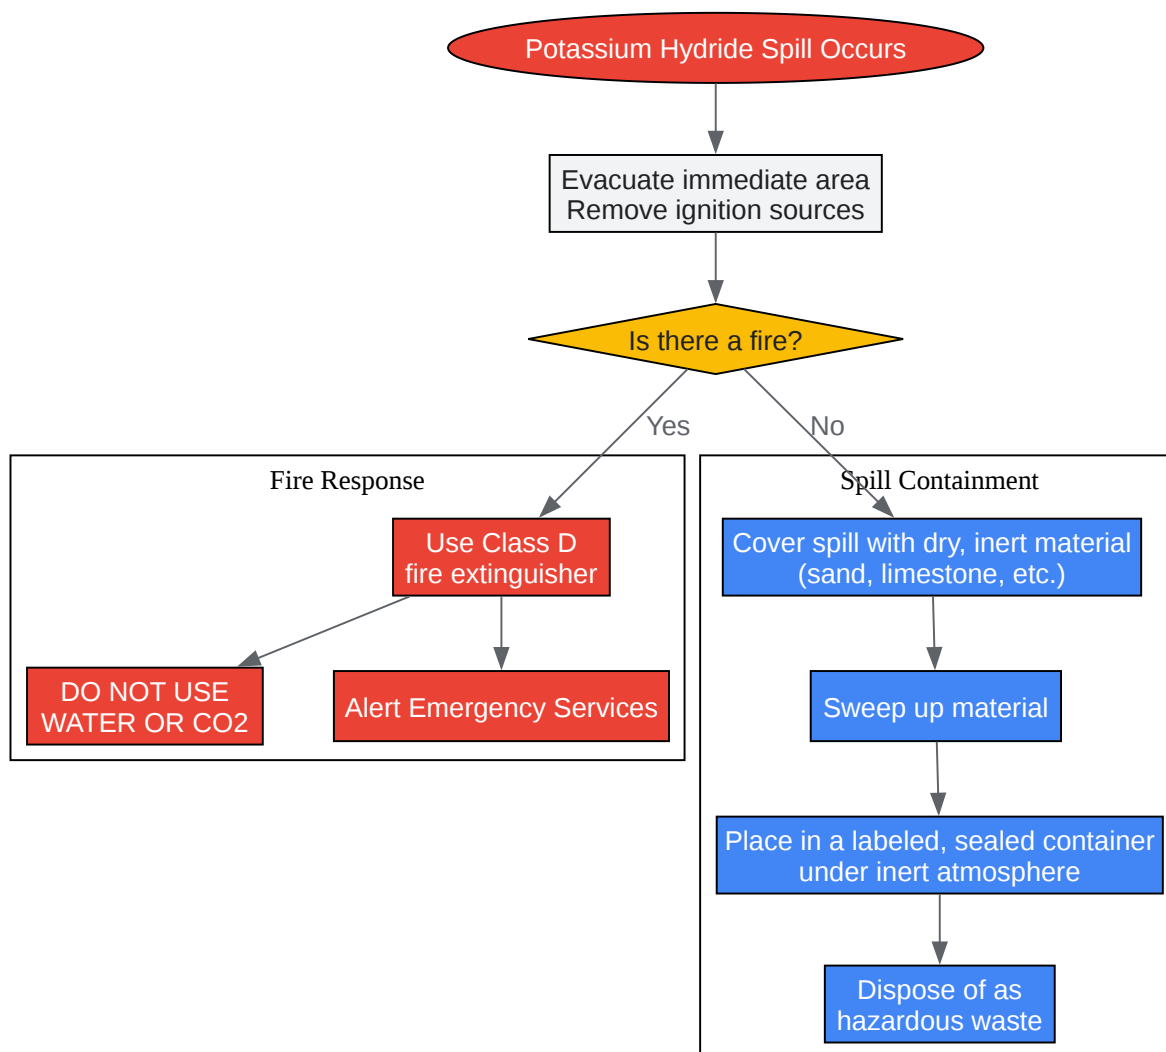 Potassium Hydride Spill Occurs
Evacuate immediate area
Remove ignition sources
Is there a fire?
Yes
No
Fire Response
Use Class D
fire extinguisher
DO NOT USE
WATER OR CO2
Alert Emergency Services
Spill Containment
Cover spill with dry, inert material
(sand, limestone, etc.)
Sweep up material
Place in a labeled, sealed container
under inert atmosphere
Dispose of as
hazardous waste